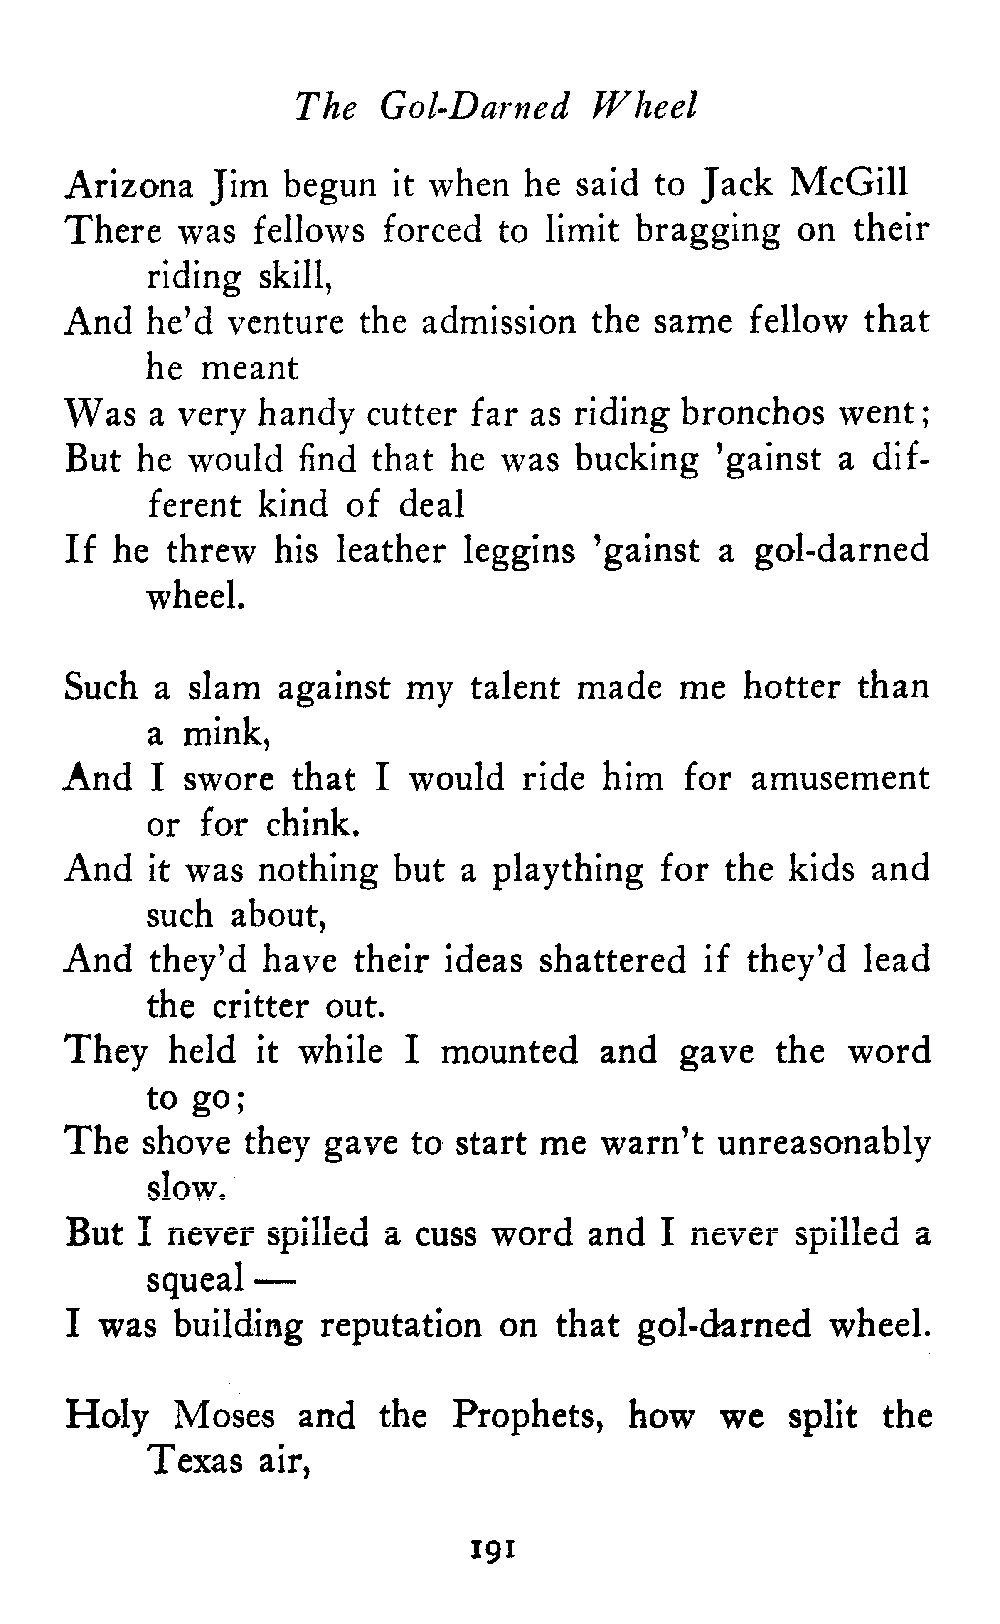 The Gol-Darned Wheel
Arizona Jim begun it when he said to Jack McGill
There was fellows forced to limit bragging on their
riding skill,
And he'd venture the admission the same fellow that
he meant
Was a very handy cutter far as riding bronchos went;
But he would find that he was bucking 'gainst a dif-
ferent kind of deal
If he threw his leather leggins 'gainst a gol-darned
wheel.
Such a slam against my talent made me hotter than
a mink,
And I swore that I would ride him for amusement
or for chink.
And it was nothing but a plaything for the kids and
such about,
And they'd have their ideas shattered if they'd lead
the critter out.
They held it while I mounted and gave the word
to go;
The shove they gave to start me warn't unreasonably
slow.
But I never spilled a cuss word and I never spilled a
squeal —
I was building reputation on that gol-darned wheel.
Holy Moses and the Prophets, how we split the
Texas air,
191